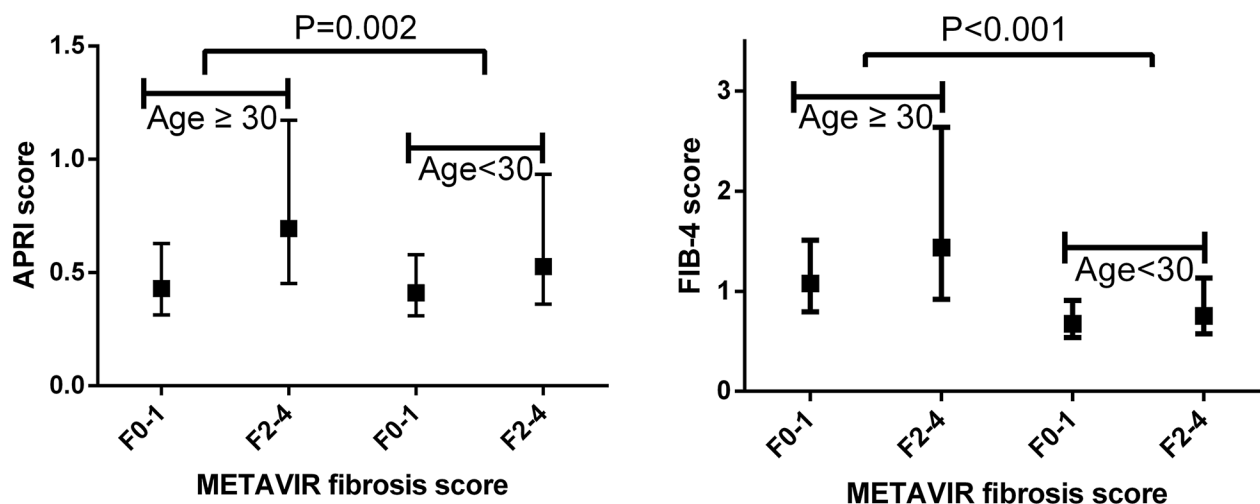 P=0.002
1.5
1.0
0.5
0.0
APRI score
Age ≥ 30
Age<30
F0-1
F2-4
F0-1
F2-4
METAVIR fibrosis score
P<0.001
3
2
1
0
FIB-4 score
Age ≥ 30
Age<30
F0-1
F2-4
F0-1
F2-4
METAVIR fibrosis score